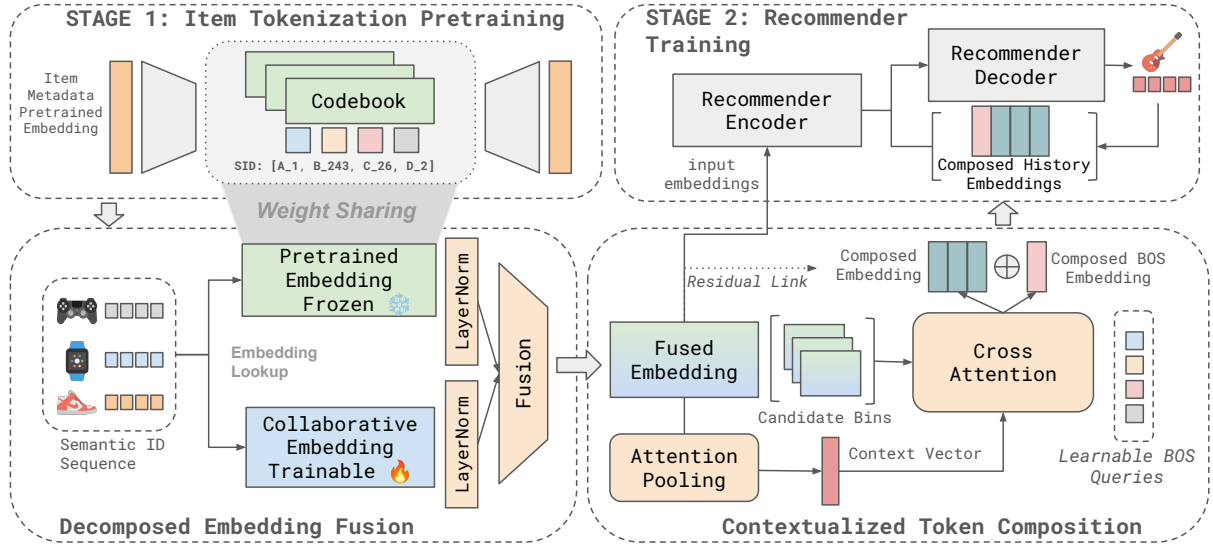 STAGE 1: Item Tokenization Pretraining
Item
Metadata
Pretrained
Embedding
Codebook
SID: [A_1, B_243, C_26, D_2]
Weight Sharing
STAGE 2: Recommender
Training
Recommender
Encoder
Recommender
Decoder
input
embeddings
Composed History
Embeddings
Semantic ID
Sequence
Embedding
Lookup
Pretrained
Embedding
Frozen
Collaborative
Embedding
Trainable
LayerNorm
LayerNorm
Fusion
Decomposed Embedding Fusion
Residual Link
Composed
Embedding
Composed BOS
Embedding
Fused
Embedding
Candidate Bins
Cross
Attention
Attention
Pooling
Context Vector
Learnable BOS
Queries
Contextualized Token Composition